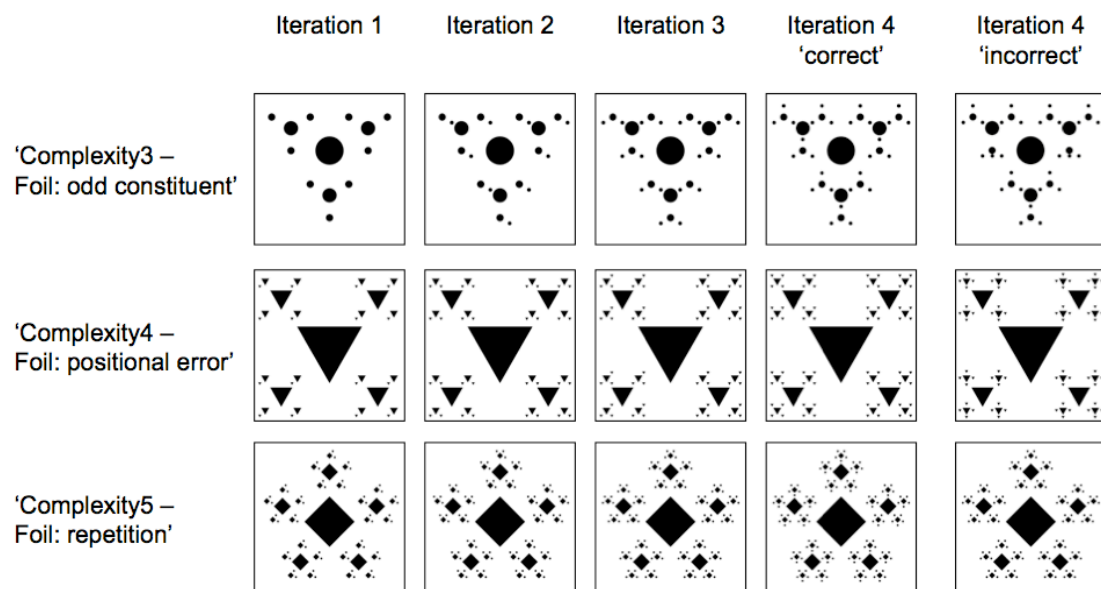 Iteration 1
Iteration 2
Iteration 3
Iteration 4
‘correct’
Iteration 4
‘incorrect’
‘Complexity3 –
Foil: odd constituent’
‘Complexity4 –
Foil: positional error’
‘Complexity5 –
Foil: repetition’